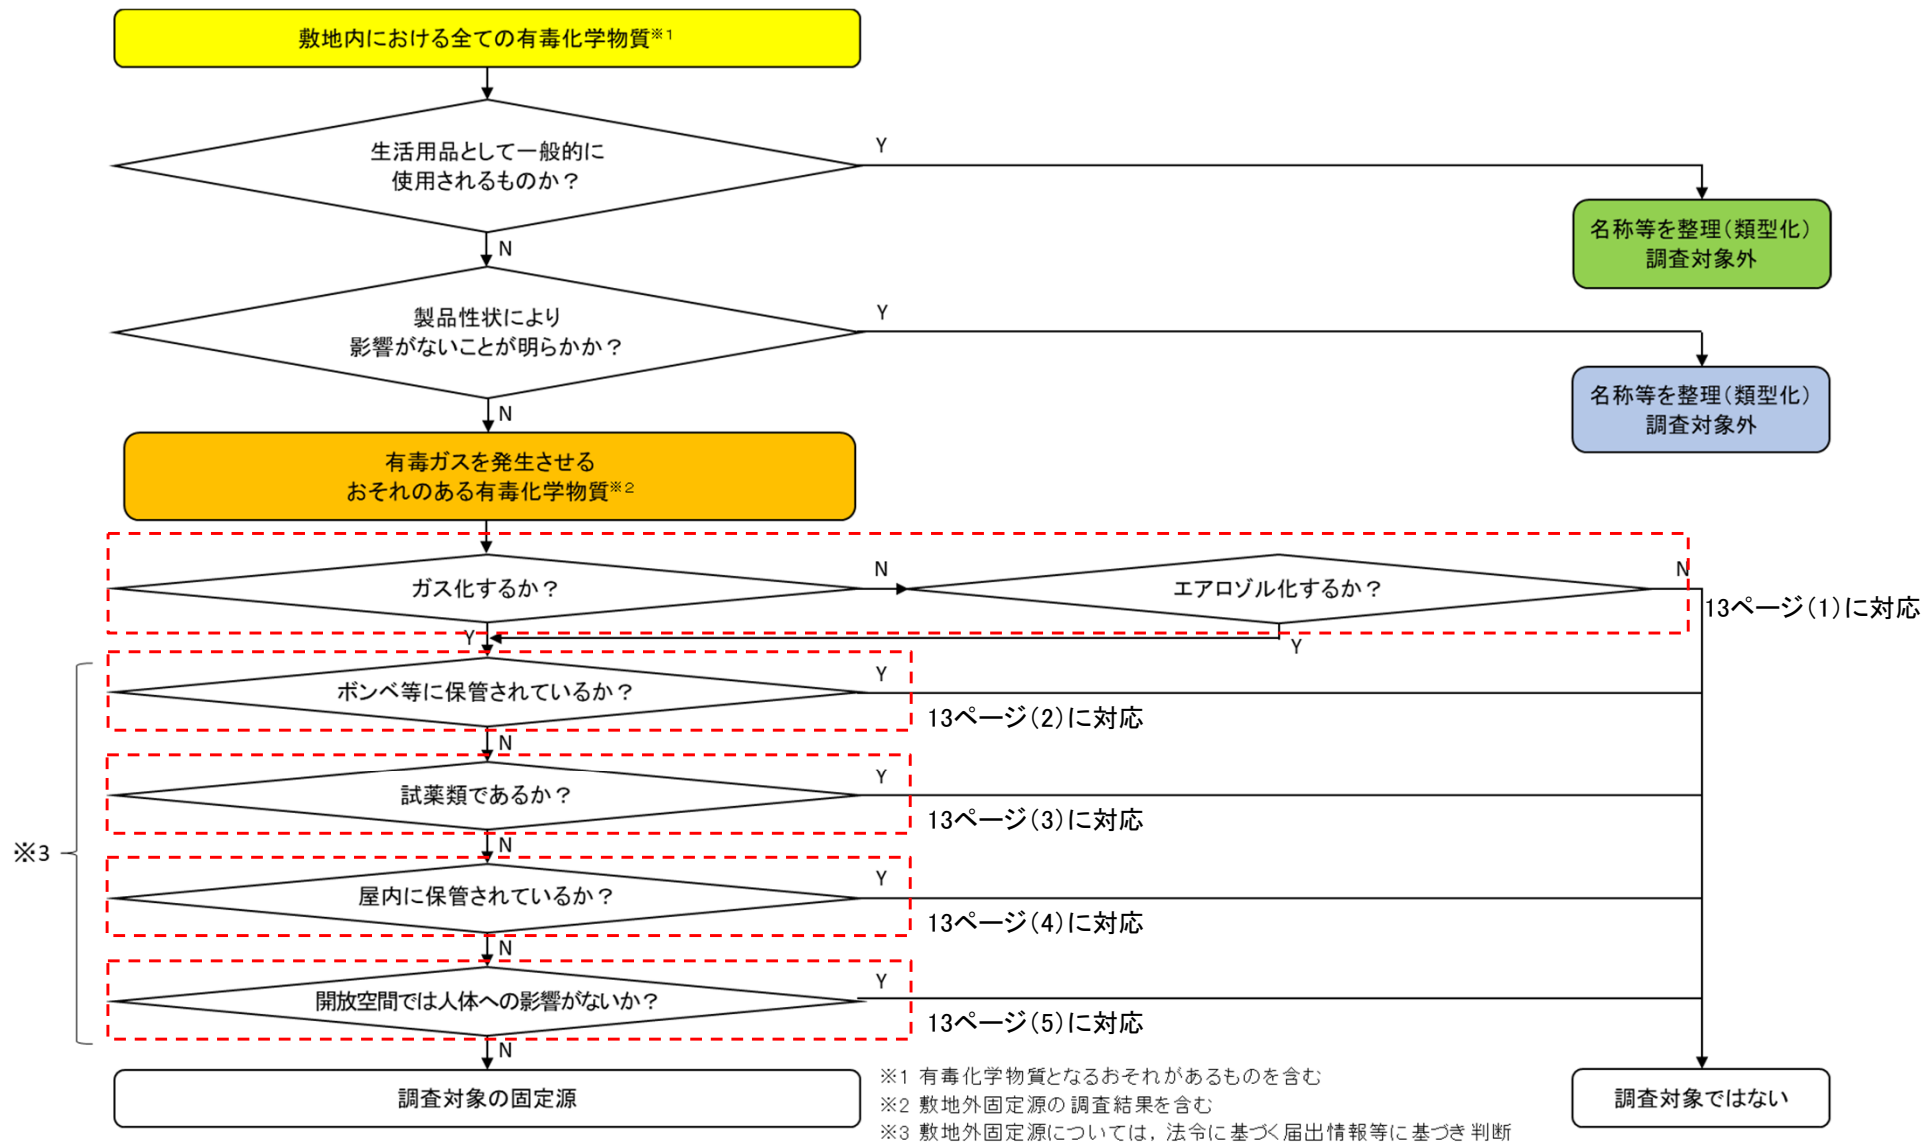 敷地内における全ての有毒化学物質※1
生活用品として一般的に
使用されるものか？
Y
名称等を整理（類型化）
調査対象外
N
製品性状により
影響がないことが明らかか？
Y
名称等を整理（類型化）
調査対象外
N
有毒ガスを発生させる
おそれのある有毒化学物質※2
ガス化するか？
N
エアロゾル化するか？
N
13ページ（1）に対応
Y
Y
※3
ボンベ等に保管されているか？
Y
13ページ（2）に対応
N
試薬類であるか？
Y
13ページ（3）に対応
N
屋内に保管されているか？
Y
13ページ（4）に対応
N
開放空間では人体への影響がないか？
Y
13ページ（5）に対応
N
調査対象の固定源
調査対象ではない
※1 有毒化学物質となるおそれがあるものを含む
※2 敷地外固定源の調査結果を含む
※3 敷地外固定源については，法令に基づく届出情報等に基づき判断